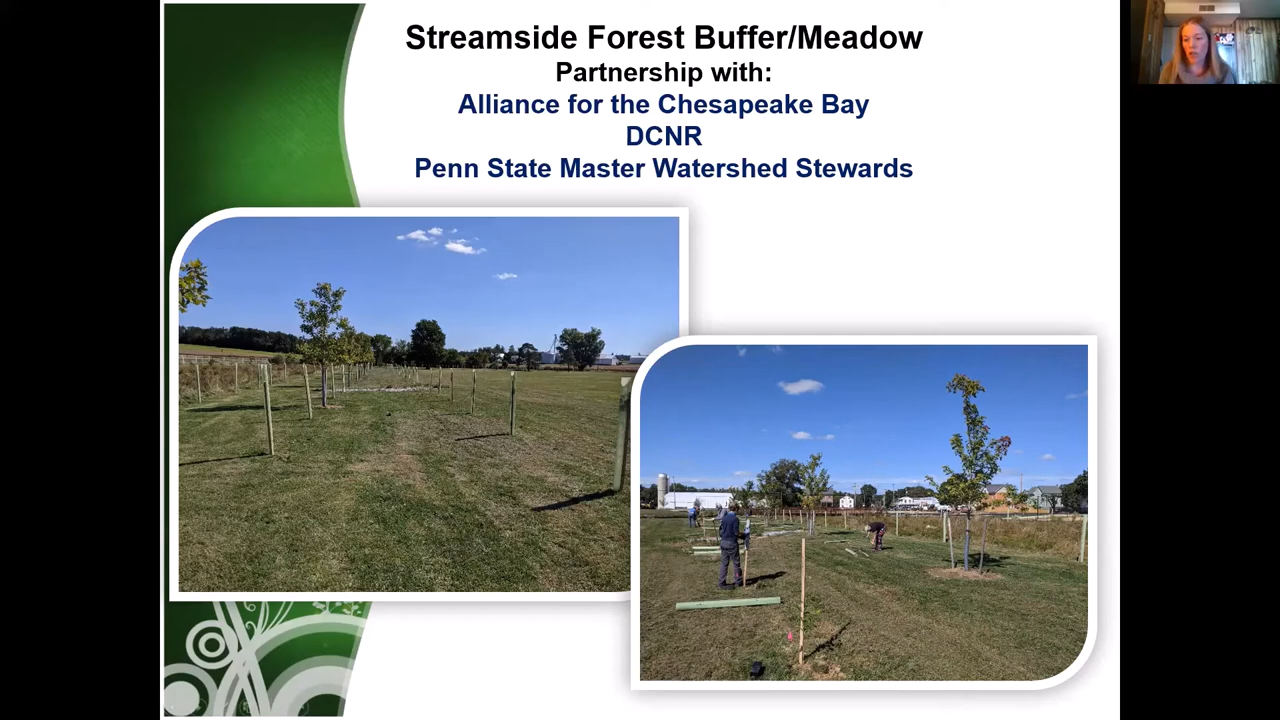 Streamside Forest Buffer/Meadow
Partnership with:
Alliance for the Chesapeake Bay
DCNR
Penn State Master Watershed Stewards